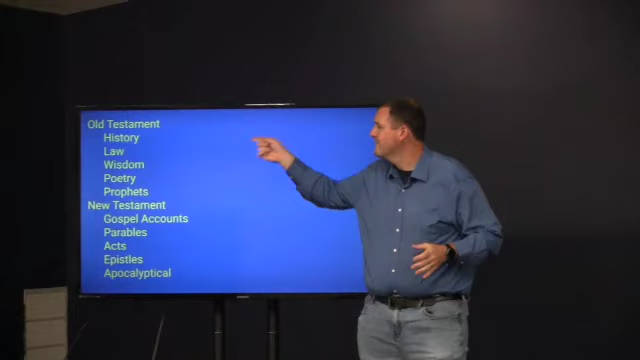 Old Testament
History
Law
Wisdom
Poetry
Prophets
New Testament
Gospel Accounts
Parables
Acts
Epistles
Apocalyptical